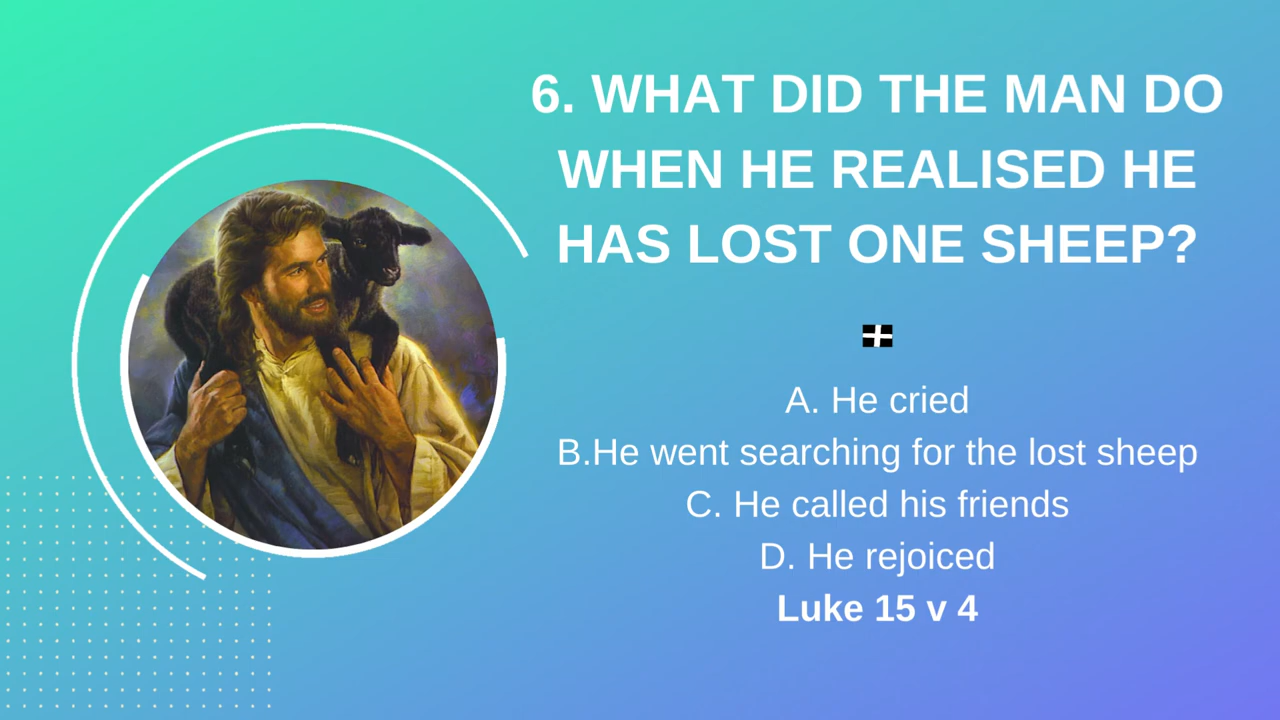 6. WHAT DID THE MAN DO
WHEN HE REALISED HE
HAS LOST ONE SHEEP?
A. He cried
B.He went searching for the lost sheep
C. He called his friends
D. He rejoiced
Luke 15 v 4